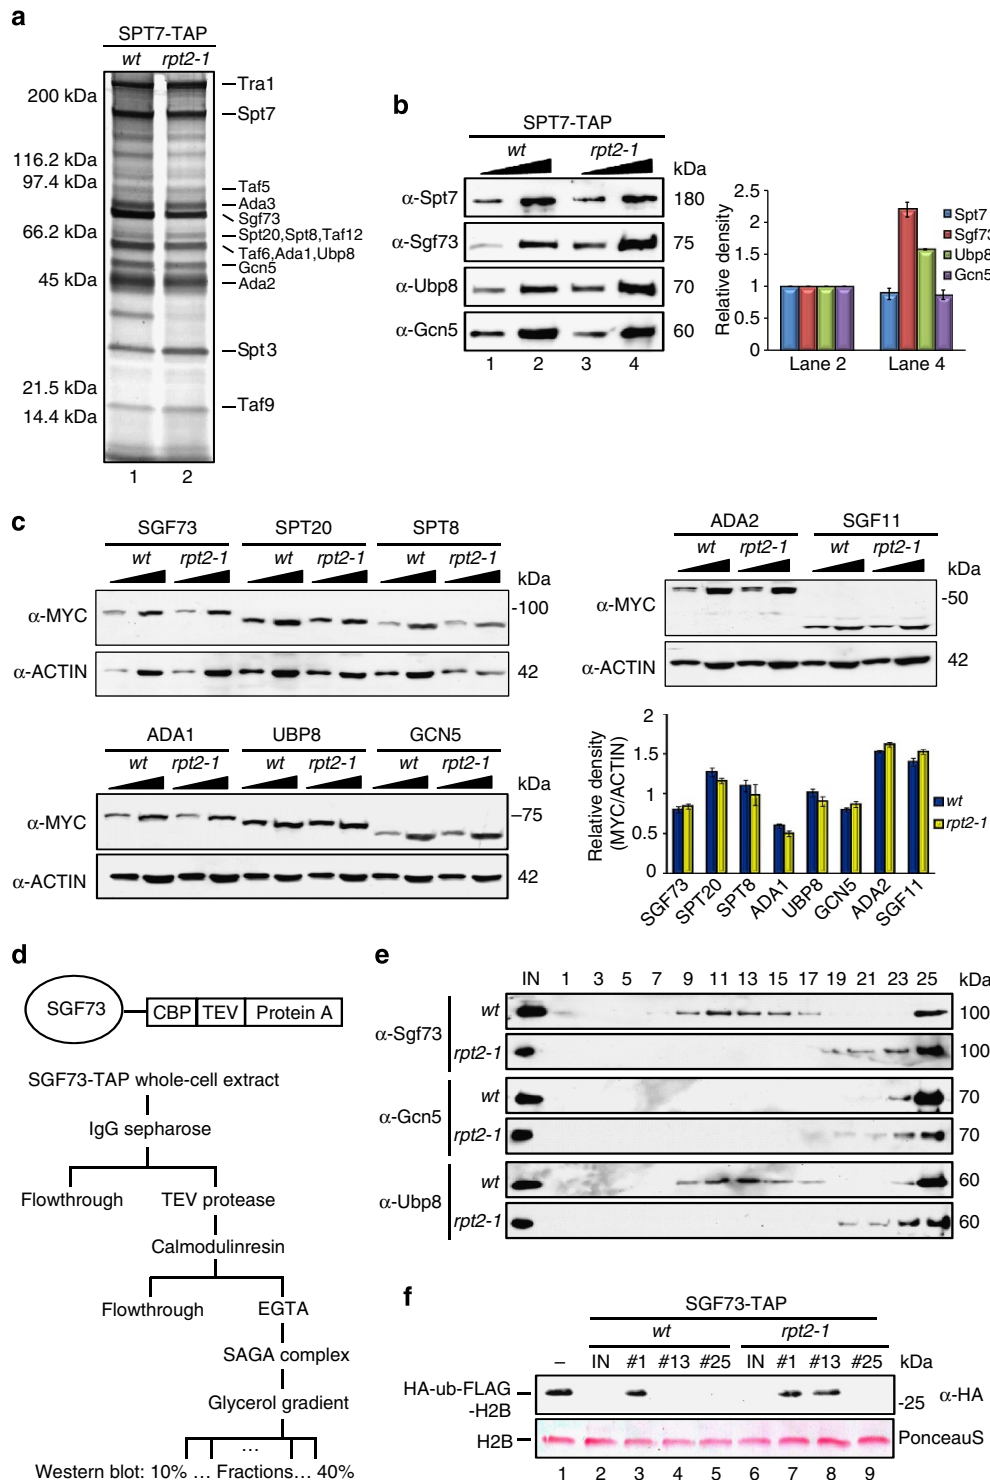 a
SPT7-TAP
wt rpt2-1
200 kDa
116.2 kDa
97.4 kDa
66.2 kDa
45 kDa
21.5 kDa
14.4 kDa
Tra1
Spt7
Taf5
Ada3
Sgf73
Spt20,Spt8,Taf12
Taf6,Ada1,Ubp8
Gcn5
Ada2
Spt3
Taf9
1 2
b
SPT7-TAP
wt rpt2-1
kDa
α-Spt7 180
α-Sgf73 75
α-Ubp8 70
α-Gcn5 60
1 2 3 4
Relative density
2.5
2
1.5
1
0.5
0
Lane 2 Lane 4
Spt7
Sgf73
Ubp8
Gcn5
c
SGF73 SPT20 SPT8
wt rpt2-1 wt rpt2-1 wt rpt2-1
kDa
α-MYC -100
α-ACTIN 42
ADA2 SGF11
wt rpt2-1 wt rpt2-1
kDa
α-MYC -50
α-ACTIN 42
ADA1 UBP8 GCN5
wt rpt2-1 wt rpt2-1 wt rpt2-1
kDa
α-MYC –75
α-ACTIN 42
Relative density
(MYC/ACTIN)
2
1.5
1
0.5
0
SGF73 SPT20 SPT8 ADA1 UBP8 GCN5 ADA2 SGF11
wt
rpt2-1
d
SGF73 CBP TEV Protein A
SGF73-TAP whole-cell extract
IgG sepharose
Flowthrough TEV protease
Calmodulinresin
Flowthrough EGTA
SAGA complex
Glycerol gradient
...
Western blot: 10% ... Fractions... 40%
e
IN 1 3 5 7 9 11 13 15 17 19 21 23 25 kDa
α-Sgf73
wt 100
rpt2-1 100
α-Gcn5
wt 70
rpt2-1 70
α-Ubp8
wt 60
rpt2-1 60
f
SGF73-TAP
wt rpt2-1
– IN #1 #13 #25 IN #1 #13 #25 kDa
HA-ub-FLAG
-H2B
-25 α-HA
H2B PonceauS
1 2 3 4 5 6 7 8 9